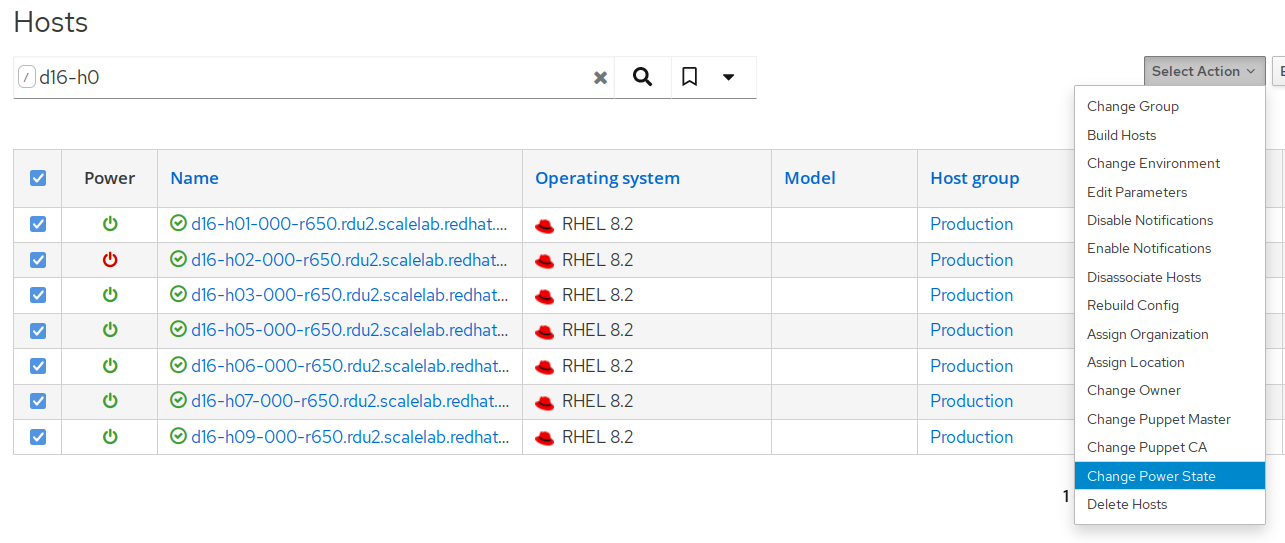 Hosts
/ d16-h0
Select Action
Change Group
Build Hosts
Change Environment
Edit Parameters
Disable Notifications
Enable Notifications
Disassociate Hosts
Rebuild Config
Assign Organization
Assign Location
Change Owner
Change Puppet Master
Change Puppet CA
Change Power State
Delete Hosts
Power Name Operating system Model Host group
d16-h01-000-r650.rdu2.scalelab.redhat.... RHEL 8.2 Production
d16-h02-000-r650.rdu2.scalelab.redhat... RHEL 8.2 Production
d16-h03-000-r650.rdu2.scalelab.redhat... RHEL 8.2 Production
d16-h05-000-r650.rdu2.scalelab.redhat... RHEL 8.2 Production
d16-h06-000-r650.rdu2.scalelab.redhat... RHEL 8.2 Production
d16-h07-000-r650.rdu2.scalelab.redhat... RHEL 8.2 Production
d16-h09-000-r650.rdu2.scalelab.redhat... RHEL 8.2 Production
1